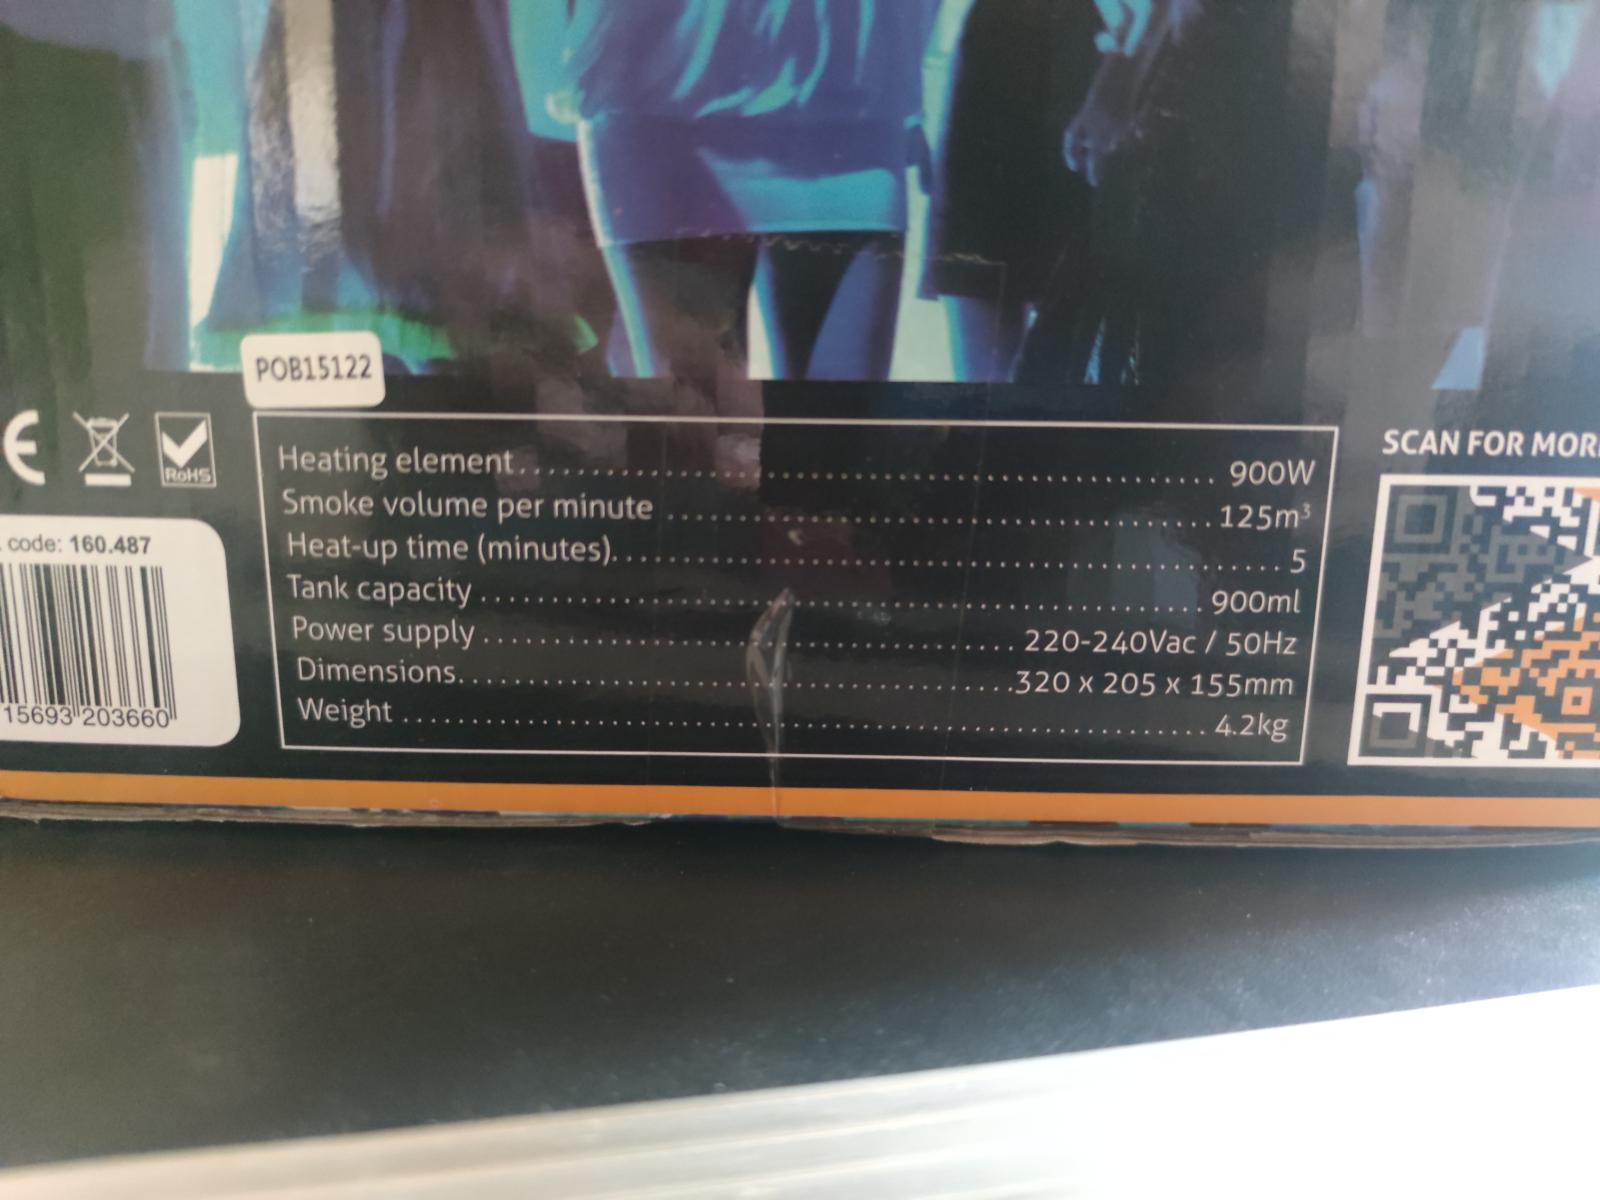 POB15122
CE
RoHS
code: 160.487
15693 203660
Heating element 900W
Smoke volume per minute 125m³
Heat-up time (minutes) 5
Tank capacity 900ml
Power supply 220-240Vac / 50Hz
Dimensions 320 x 205 x 155mm
Weight 4.2kg
SCAN FOR MOR